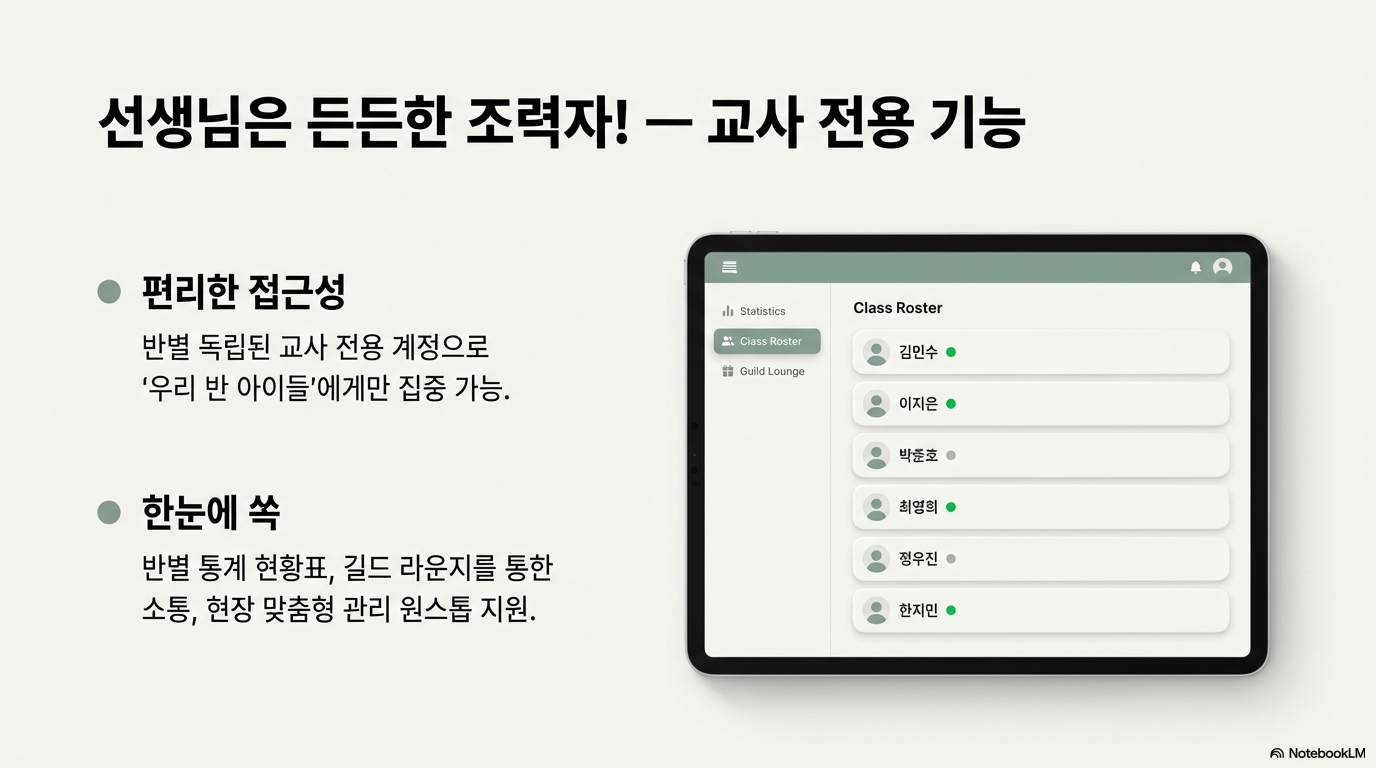 선생님은 든든한 조력자! — 교사 전용 기능
편리한 접근성
반별 독립된 교사 전용 계정으로
'우리 반 아이들'에게만 집중 가능.
한눈에 쏙
반별 통계 현황표, 길드 라운지를 통한
소통, 현장 맞춤형 관리 원스톱 지원.
Statistics
Class Roster
Guild Lounge
Class Roster
김민수
이지은
최영희
정우진
한지민
NotebookLM